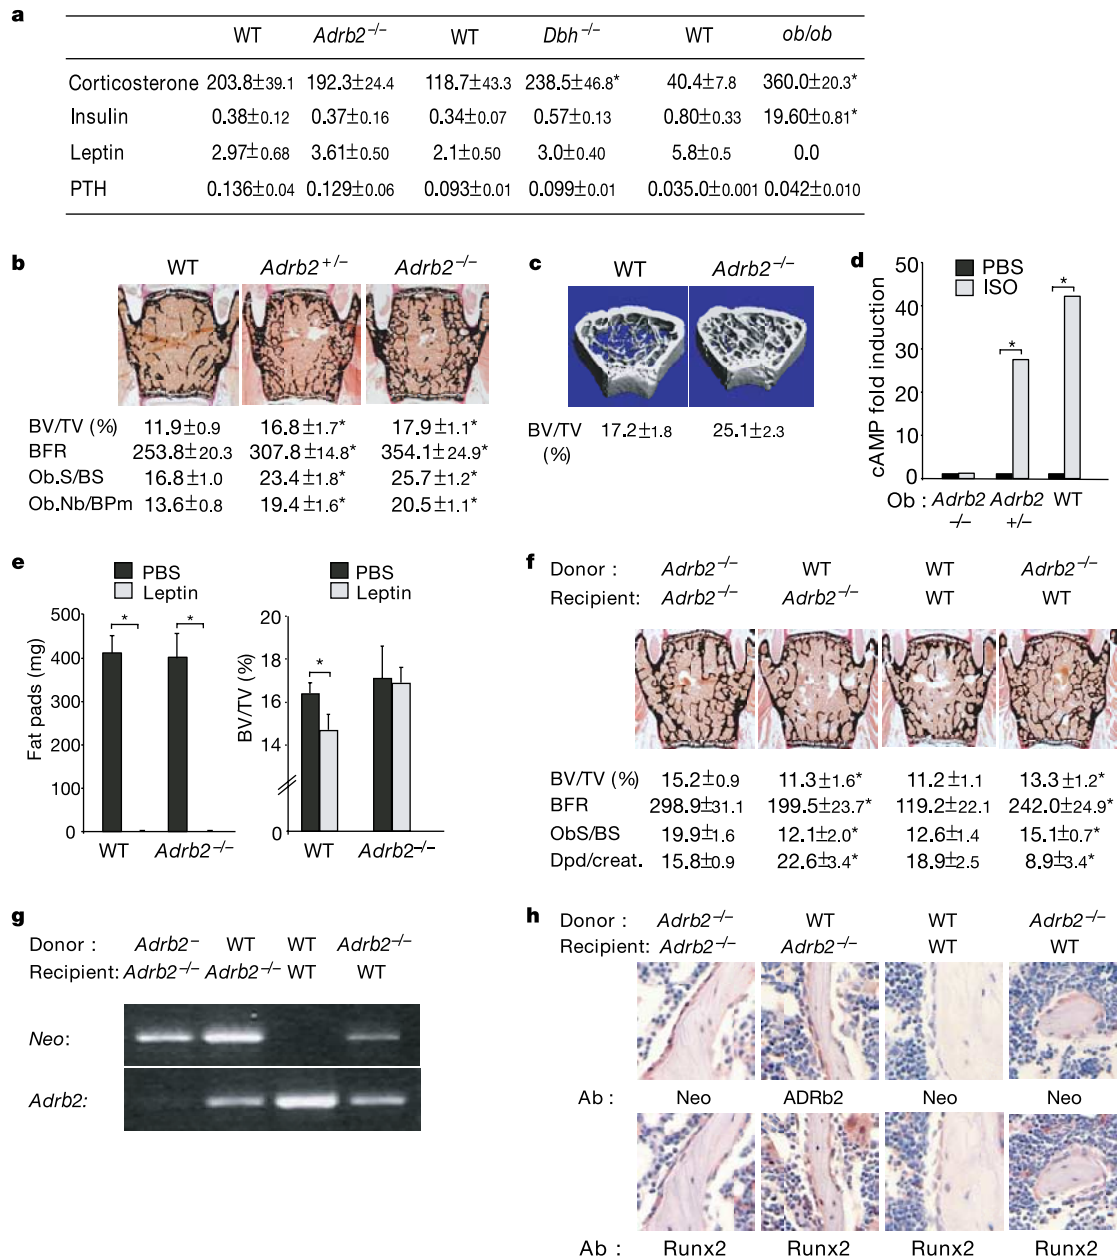 a
WT Adrb2−/− WT Dbh−/− WT ob/ob
Corticosterone 203.8±39.1 192.3±24.4 118.7±43.3 238.5±46.8* 40.4±7.8 360.0±20.3*
Insulin 0.38±0.12 0.37±0.16 0.34±0.07 0.57±0.13 0.80±0.33 19.60±0.81*
Leptin 2.97±0.68 3.61±0.50 2.1±0.50 3.0±0.40 5.8±0.5 0.0
PTH 0.136±0.04 0.129±0.06 0.093±0.01 0.099±0.01 0.035.0±0.001 0.042±0.010
b
WT Adrb2+/− Adrb2−/−
BV/TV (%) 11.9±0.9 16.8±1.7* 17.9±1.1*
BFR 253.8±20.3 307.8±14.8* 354.1±24.9*
Ob.S/BS 16.8±1.0 23.4±1.8* 25.7±1.2*
Ob.Nb/BPm 13.6±0.8 19.4±1.6* 20.5±1.1*
c
WT Adrb2−/−
BV/TV 17.2±1.8 25.1±2.3
(%)
d
cAMP fold induction
50
40
30
20
10
0
PBS
ISO
*
*
Ob : Adrb2 Adrb2 WT
−/− +/−
e
PBS
Leptin
Fat pads (mg)
500
400
300
200
100
0
* *
WT Adrb2−/−
PBS
Leptin
BV/TV (%)
18
16
14
0
*
WT Adrb2−/−
f
Donor : Adrb2−/− WT WT Adrb2−/−
Recipient: Adrb2−/− Adrb2−/− WT WT
BV/TV (%) 15.2±0.9 11.3±1.6* 11.2±1.1 13.3±1.2*
BFR 298.9±31.1 199.5±23.7* 119.2±22.1 242.0±24.9*
ObS/BS 19.9±1.6 12.1±2.0* 12.6±1.4 15.1±0.7*
Dpd/creat. 15.8±0.9 22.6±3.4* 18.9±2.5 8.9±3.4*
g
Donor : Adrb2− WT WT Adrb2−/−
Recipient: Adrb2−/− Adrb2−/− WT WT
Neo:
Adrb2:
h
Donor : Adrb2−/− WT WT Adrb2−/−
Recipient: Adrb2−/− Adrb2−/− WT WT
Ab : Neo ADRb2 Neo Neo
Ab : Runx2 Runx2 Runx2 Runx2